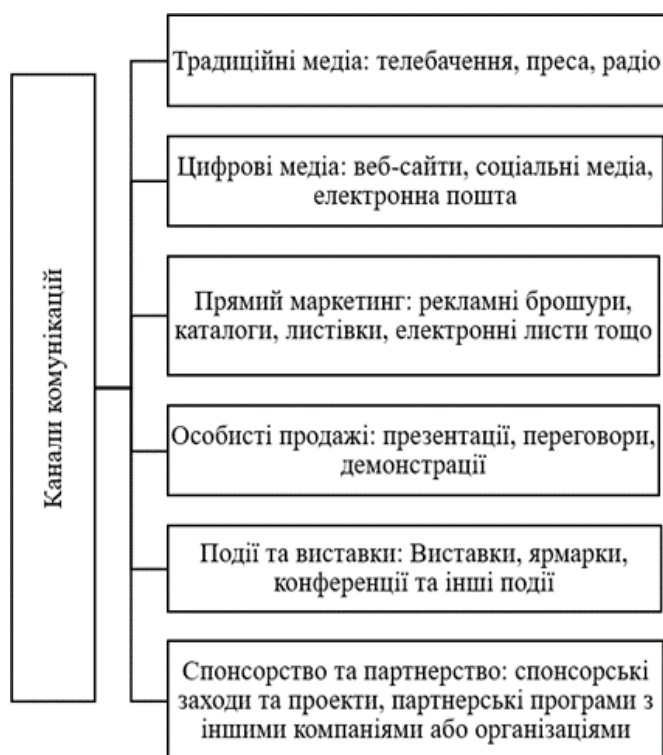 Канали комунікацій
Традиційні медіа: телебачення, преса, радіо
Цифрові медіа: веб-сайти, соціальні медіа,
електронна пошта
Прямий маркетинг: рекламні брошури,
каталоги, листівки, електронні листи тощо
Особисті продажі: презентації, переговори,
демонстрації
Події та виставки: Виставки, ярмарки,
конференції та інші події
Спонсорство та партнерство: спонсорські
заходи та проекти, партнерські програми з
іншими компаніями або організаціями